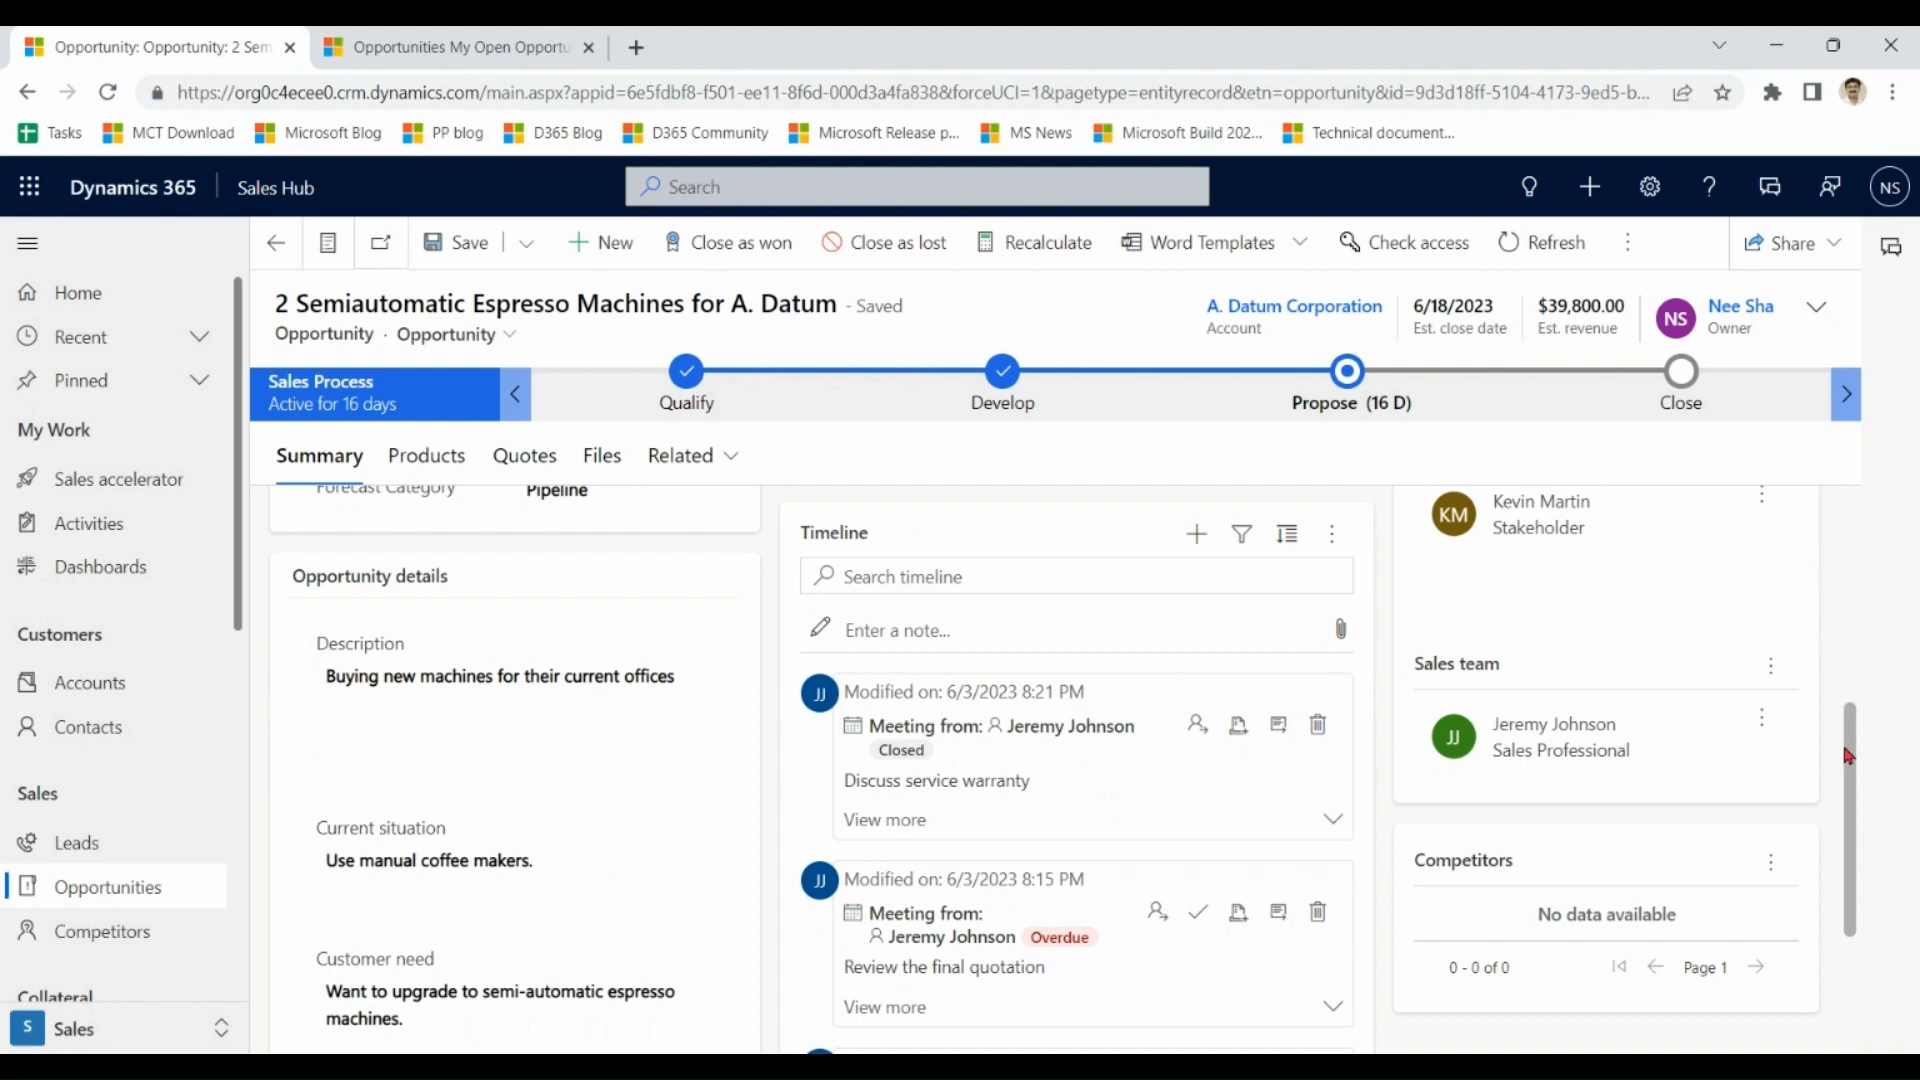 Opportunity: Opportunity: 2 Sem
Opportunities My Open Opportu
https://org0c4ecee0.crm.dynamics.com/main.aspx?appid=6e5fdbf8-f501-ee11-8f6d-000d3a4fa838&forceUCI=1&pagetype=entityrecord&etn=opportunity&id=9d3d18ff-5104-4173-9ed5-b...
Tasks
MCT Download
Microsoft Blog
PP blog
D365 Blog
D365 Community
Microsoft Release p...
MS News
Microsoft Build 202...
Technical document...
Dynamics 365
Sales Hub
Search
NS
Save
New
Close as won
Close as lost
Recalculate
Word Templates
Check access
Refresh
Share
Home
Recent
Pinned
My Work
Sales accelerator
Activities
Dashboards
Customers
Accounts
Contacts
Sales
Leads
Opportunities
Competitors
Collateral
S Sales
2 Semiautomatic Espresso Machines for A. Datum - Saved
Opportunity · Opportunity
A. Datum Corporation
Account
6/18/2023
Est. close date
$39,800.00
Est. revenue
NS
Nee Sha
Owner
Sales Process
Active for 16 days
Qualify
Develop
Propose (16 D)
Close
Summary
Products
Quotes
Files
Related
Forecast Category
Pipeline
Opportunity details
Description
Buying new machines for their current offices
Current situation
Use manual coffee makers.
Customer need
Want to upgrade to semi-automatic espresso
machines.
Timeline
Search timeline
Enter a note...
JJ
Modified on: 6/3/2023 8:21 PM
Meeting from: Jeremy Johnson
Closed
Discuss service warranty
View more
JJ
Modified on: 6/3/2023 8:15 PM
Meeting from:
Jeremy Johnson Overdue
Review the final quotation
View more
KM
Kevin Martin
Stakeholder
Sales team
JJ
Jeremy Johnson
Sales Professional
Competitors
No data available
0 - 0 of 0
Page 1